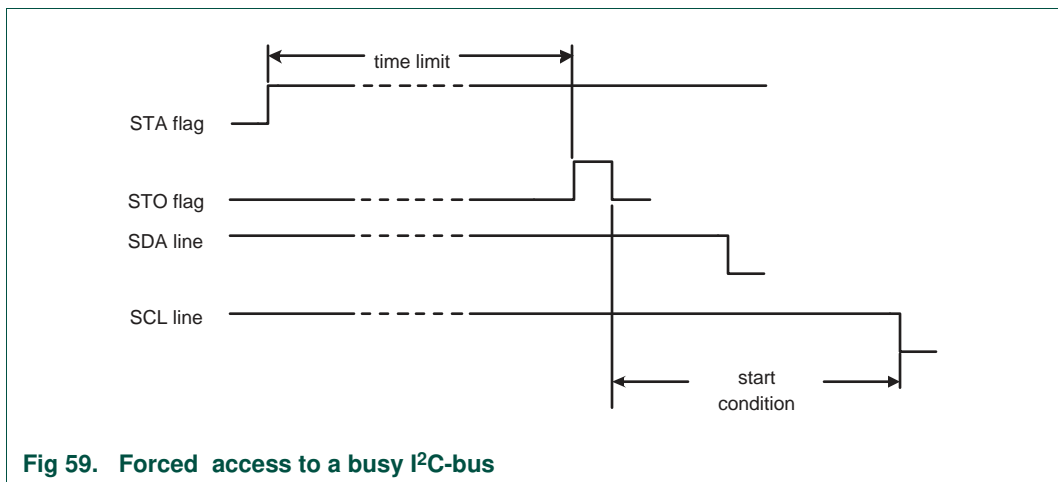 time limit
STA flag
STO flag
SDA line
SCL line
start
condition
Fig 59. Forced access to a busy I²C-bus